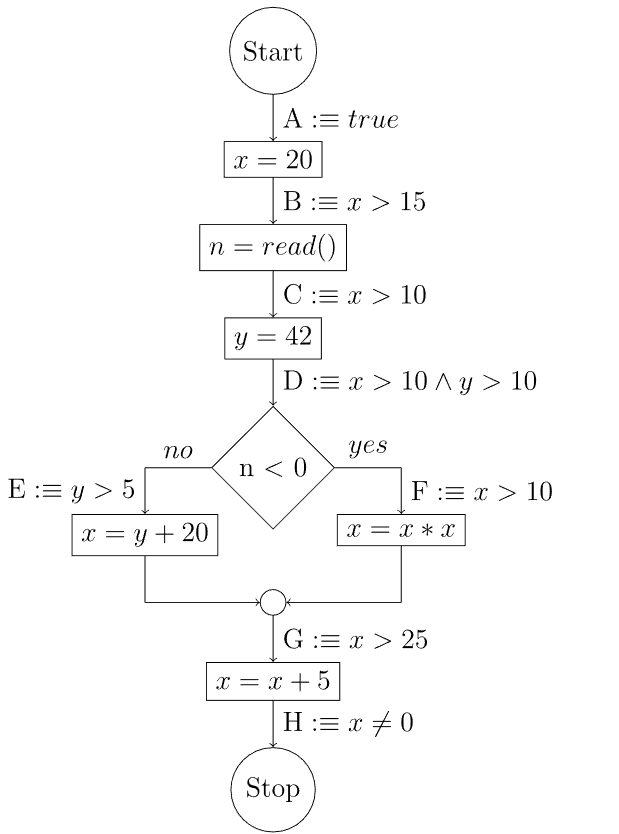 Start
A :≡ true
x = 20
B :≡ x > 15
n = read()
C :≡ x > 10
y = 42
D :≡ x > 10 ∧ y > 10
no
yes
n < 0
E :≡ y > 5
F :≡ x > 10
x = y + 20
x = x ∗ x
G :≡ x > 25
x = x + 5
H :≡ x ≠ 0
Stop